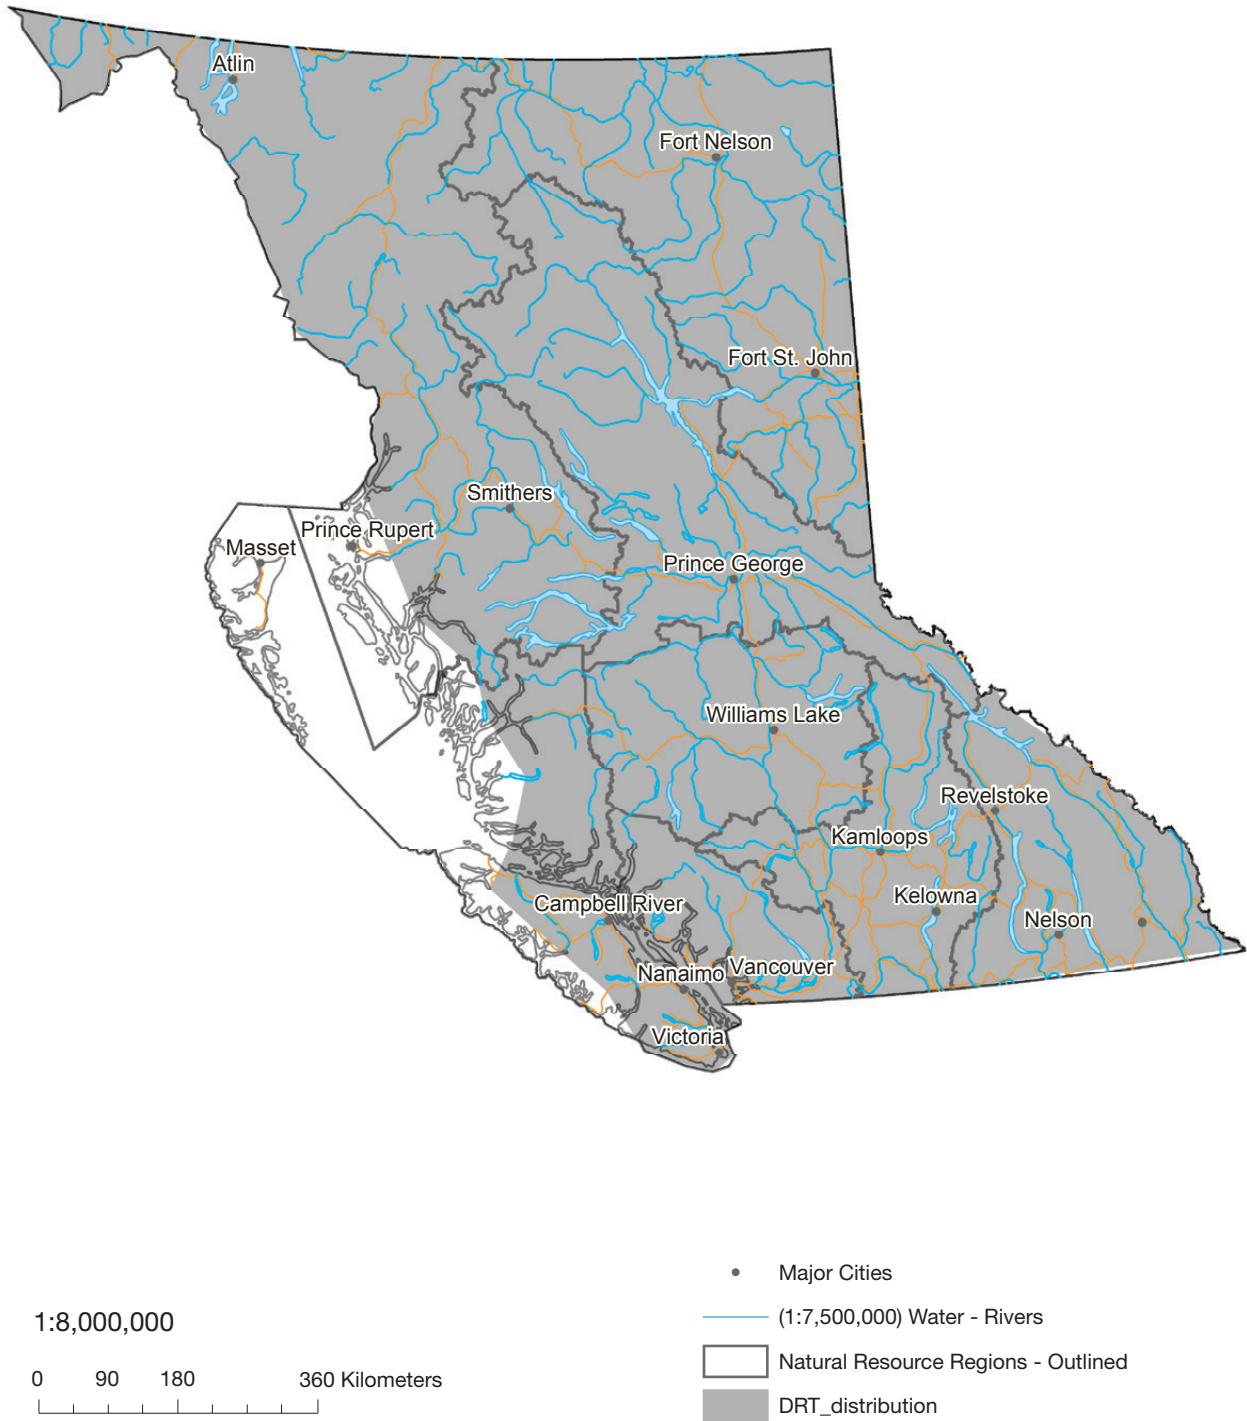 Atlin
Fort Nelson
Fort St. John
Smithers
Prince Rupert
Masset
Prince George
Williams Lake
Revelstoke
Kamloops
Kelowna
Campbell River
Nelson
Nanaimo
Vancouver
Victoria
Major Cities
1:8,000,000
(1:7,500,000) Water - Rivers
Natural Resource Regions - Outlined
0 90 180 360 Kilometers
DRT_distribution